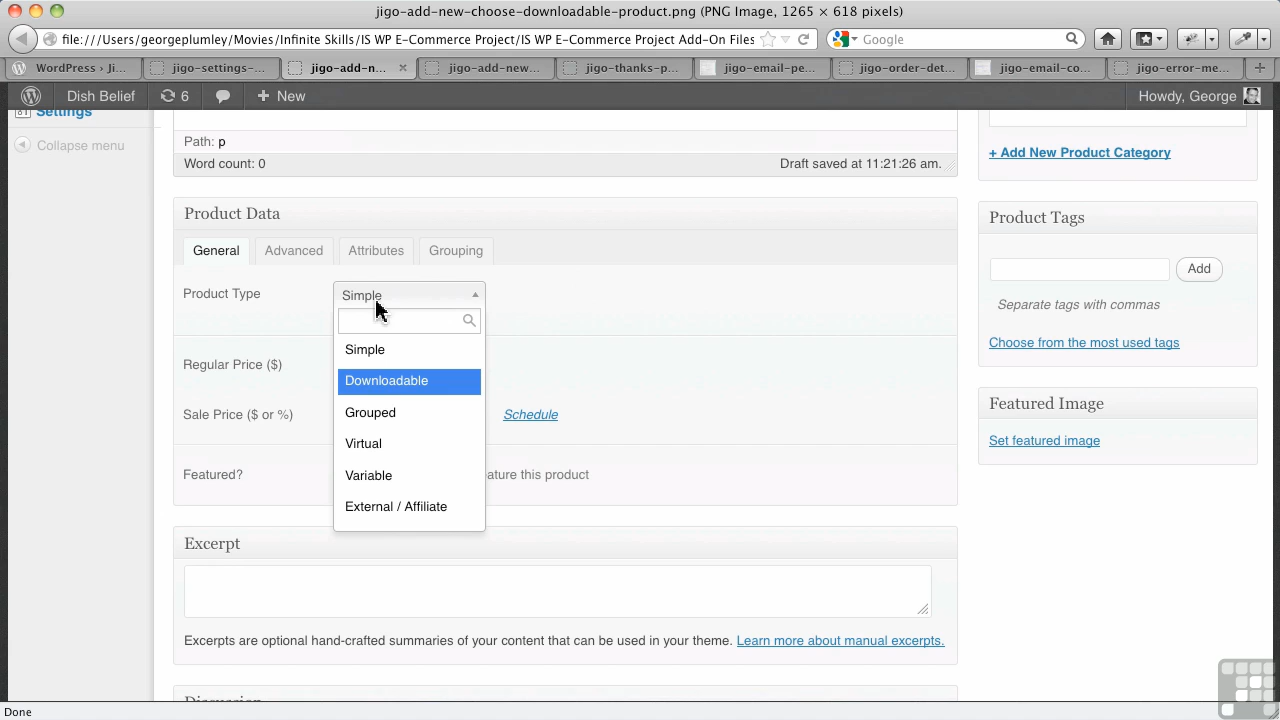 jigo-add-new-choose-downloadable-product.png (PNG Image, 1265 × 618 pixels)
file:///Users/georgeplumley/Movies/Infinite Skills/IS WP E-Commerce Project/IS WP E-Commerce Project Add-On Files
Google
WordPress › Ji...
jigo-settings-...
jigo-add-n...
jigo-add-new...
jigo-thanks-p...
jigo-email-pe...
jigo-order-det...
jigo-email-co...
jigo-error-me...
Dish Belief
6
New
Howdy, George
Settings
Collapse menu
Path: p
Word count: 0
Draft saved at 11:21:26 am.
+ Add New Product Category
Product Data
General
Advanced
Attributes
Grouping
Product Type
Simple
Simple
Downloadable
Grouped
Virtual
Variable
External / Affiliate
Regular Price ($)
Sale Price ($ or %)
Schedule
Featured?
ature this product
Product Tags
Add
Separate tags with commas
Choose from the most used tags
Featured Image
Set featured image
Excerpt
Excerpts are optional hand-crafted summaries of your content that can be used in your theme. Learn more about manual excerpts.
Discussion
Done